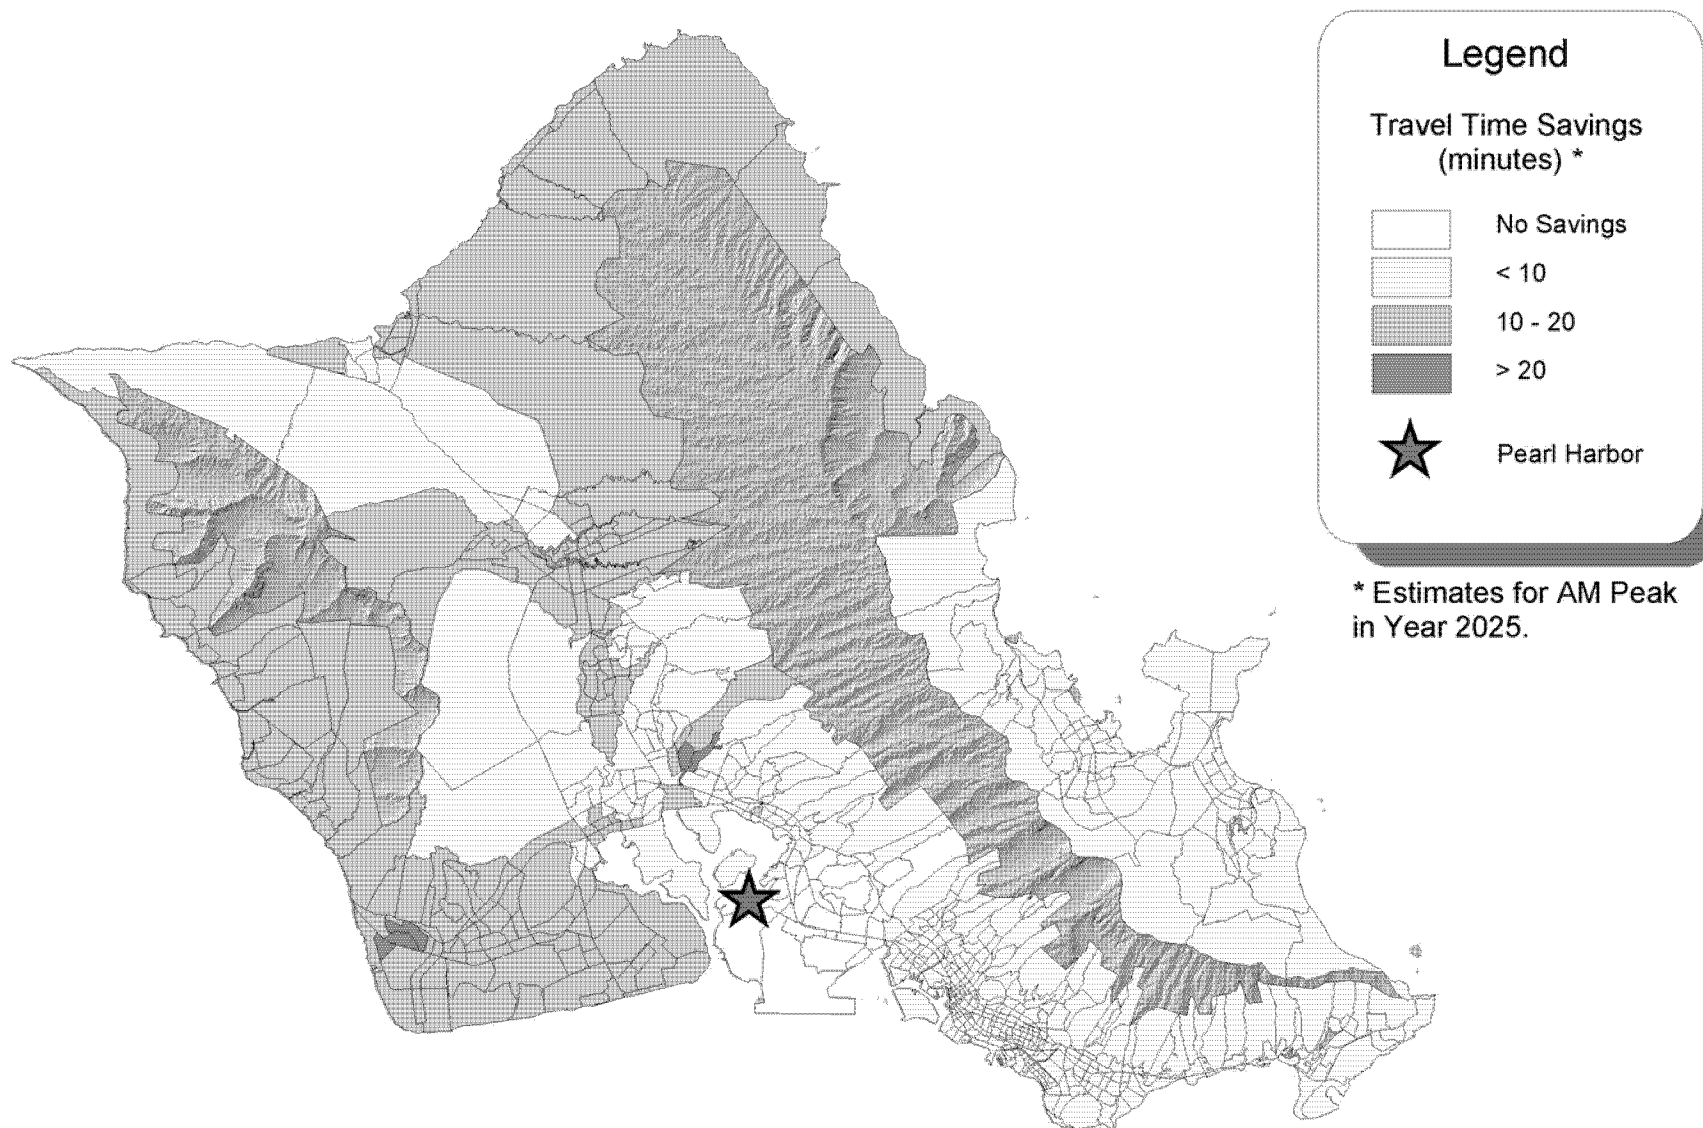 Legend
Travel Time Savings
(minutes) *
No Savings
< 10
10 - 20
> 20
Pearl Harbor
* Estimates for AM Peak
in Year 2025.